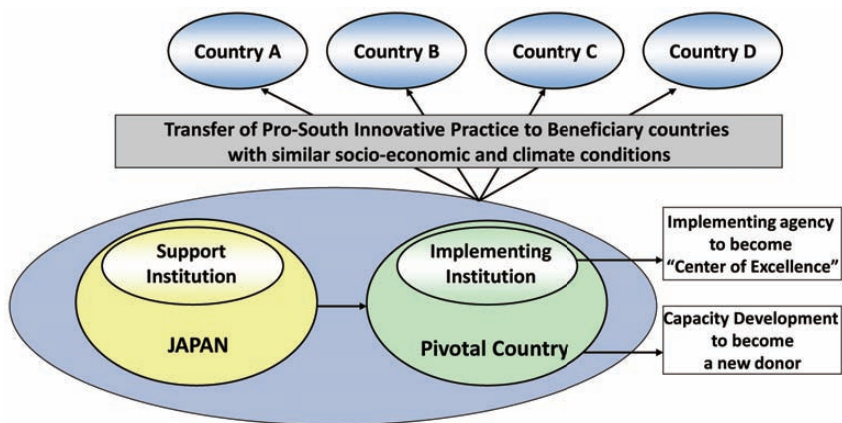 Country A
Country B
Country C
Country D
Transfer of Pro-South Innovative Practice to Beneficiary countries
with similar socio-economic and climate conditions
Support
Institution
JAPAN
Implementing
Institution
Pivotal Country
Implementing agency
to become
“Center of Excellence”
Capacity Development
to become
a new donor